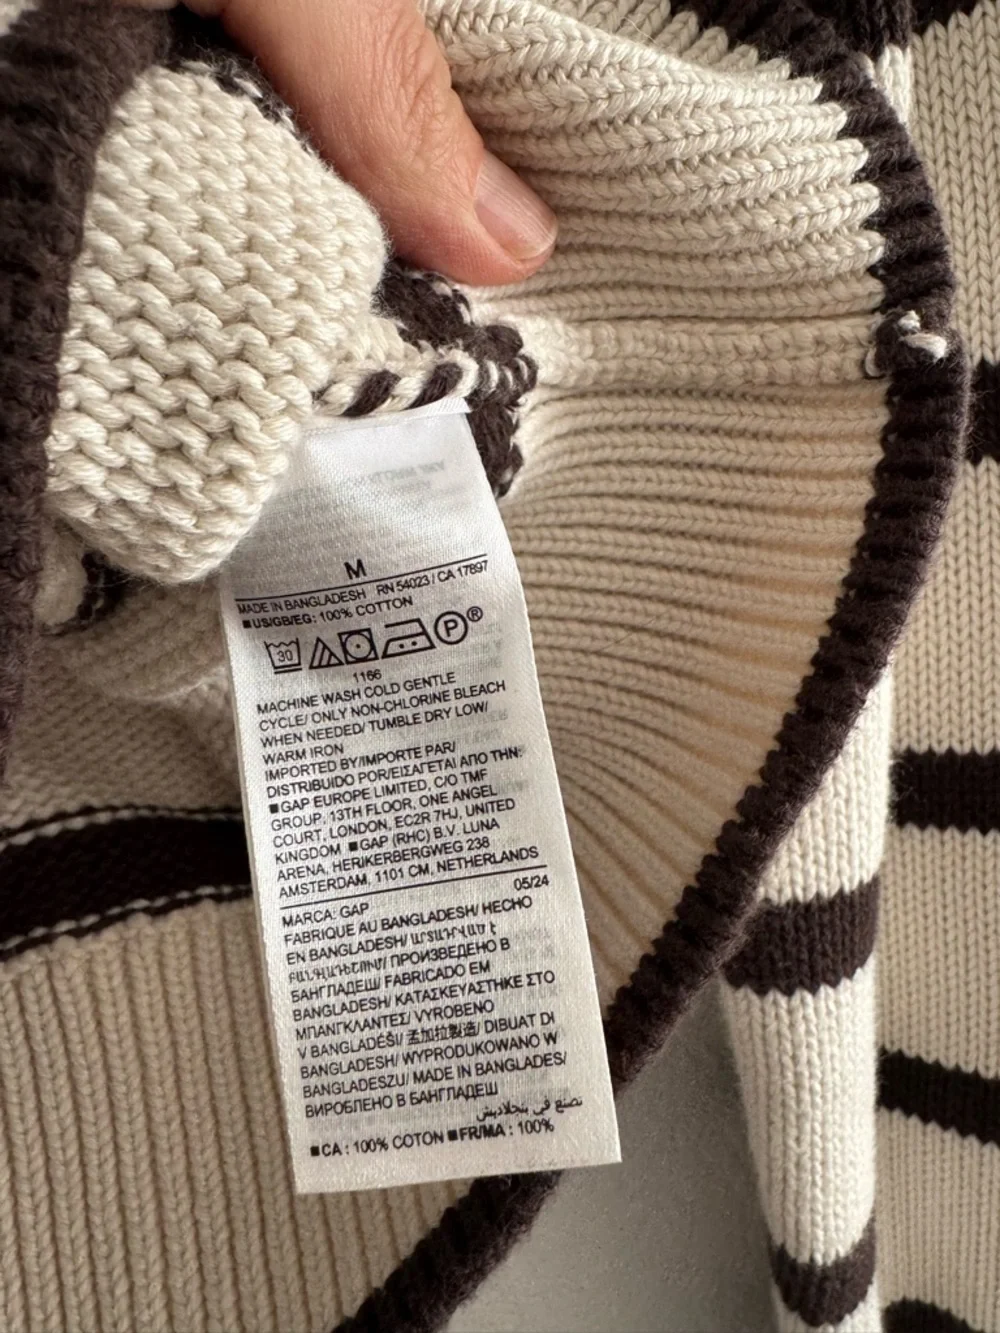 M
MADE IN BANGLADESH RN 54023 / CA 17897
■US/GB/EG: 100% COTTON
30 P®
1166
MACHINE WASH COLD GENTLE
CYCLE/ ONLY NON-CHLORINE BLEACH
WHEN NEEDED/ TUMBLE DRY LOW/
WARM IRON
IMPORTED BY/IMPORTE PAR/
DISTRIBUIDO POR/ΕΙΣΑΓΕΤΑΙ ΑΠΟ ΤΗΝ:
■GAP EUROPE LIMITED, C/O TMF
GROUP, 13TH FLOOR, ONE ANGEL
COURT, LONDON, EC2R 7HJ, UNITED
KINGDOM ■GAP (RHC) B.V. LUNA
ARENA, HERIKERBERGWEG 238
AMSTERDAM, 1101 CM, NETHERLANDS
05/24
MARCA: GAP
FABRIQUE AU BANGLADESH/ HECHO
EN BANGLADESH/ ԱՐՏԱԴՐՎԱԾ Է
ԲԱՆԳԼԱԴԵՇՈՒՄ/ ПРОИЗВЕДЕНО В
БАНГЛАДЕШ/ FABRICADO EM
BANGLADESH/ ΚΑΤΑΣΚΕΥΑΣΤΗΚΕ ΣΤΟ
ΜΠΑΝΓΚΛΑΝΤΕΣ/ VYROBENO
V BANGLADÉŠI/ 孟加拉製造/ DIBUAT DI
BANGLADESH/ WYPRODUKOWANO W
BANGLADESZU/ MADE IN BANGLADES/
ВИРОБЛЕНО В БАНГЛАДЕШ
تصنع في بنجلاديش
■CA : 100% COTON ■FR/MA : 100%